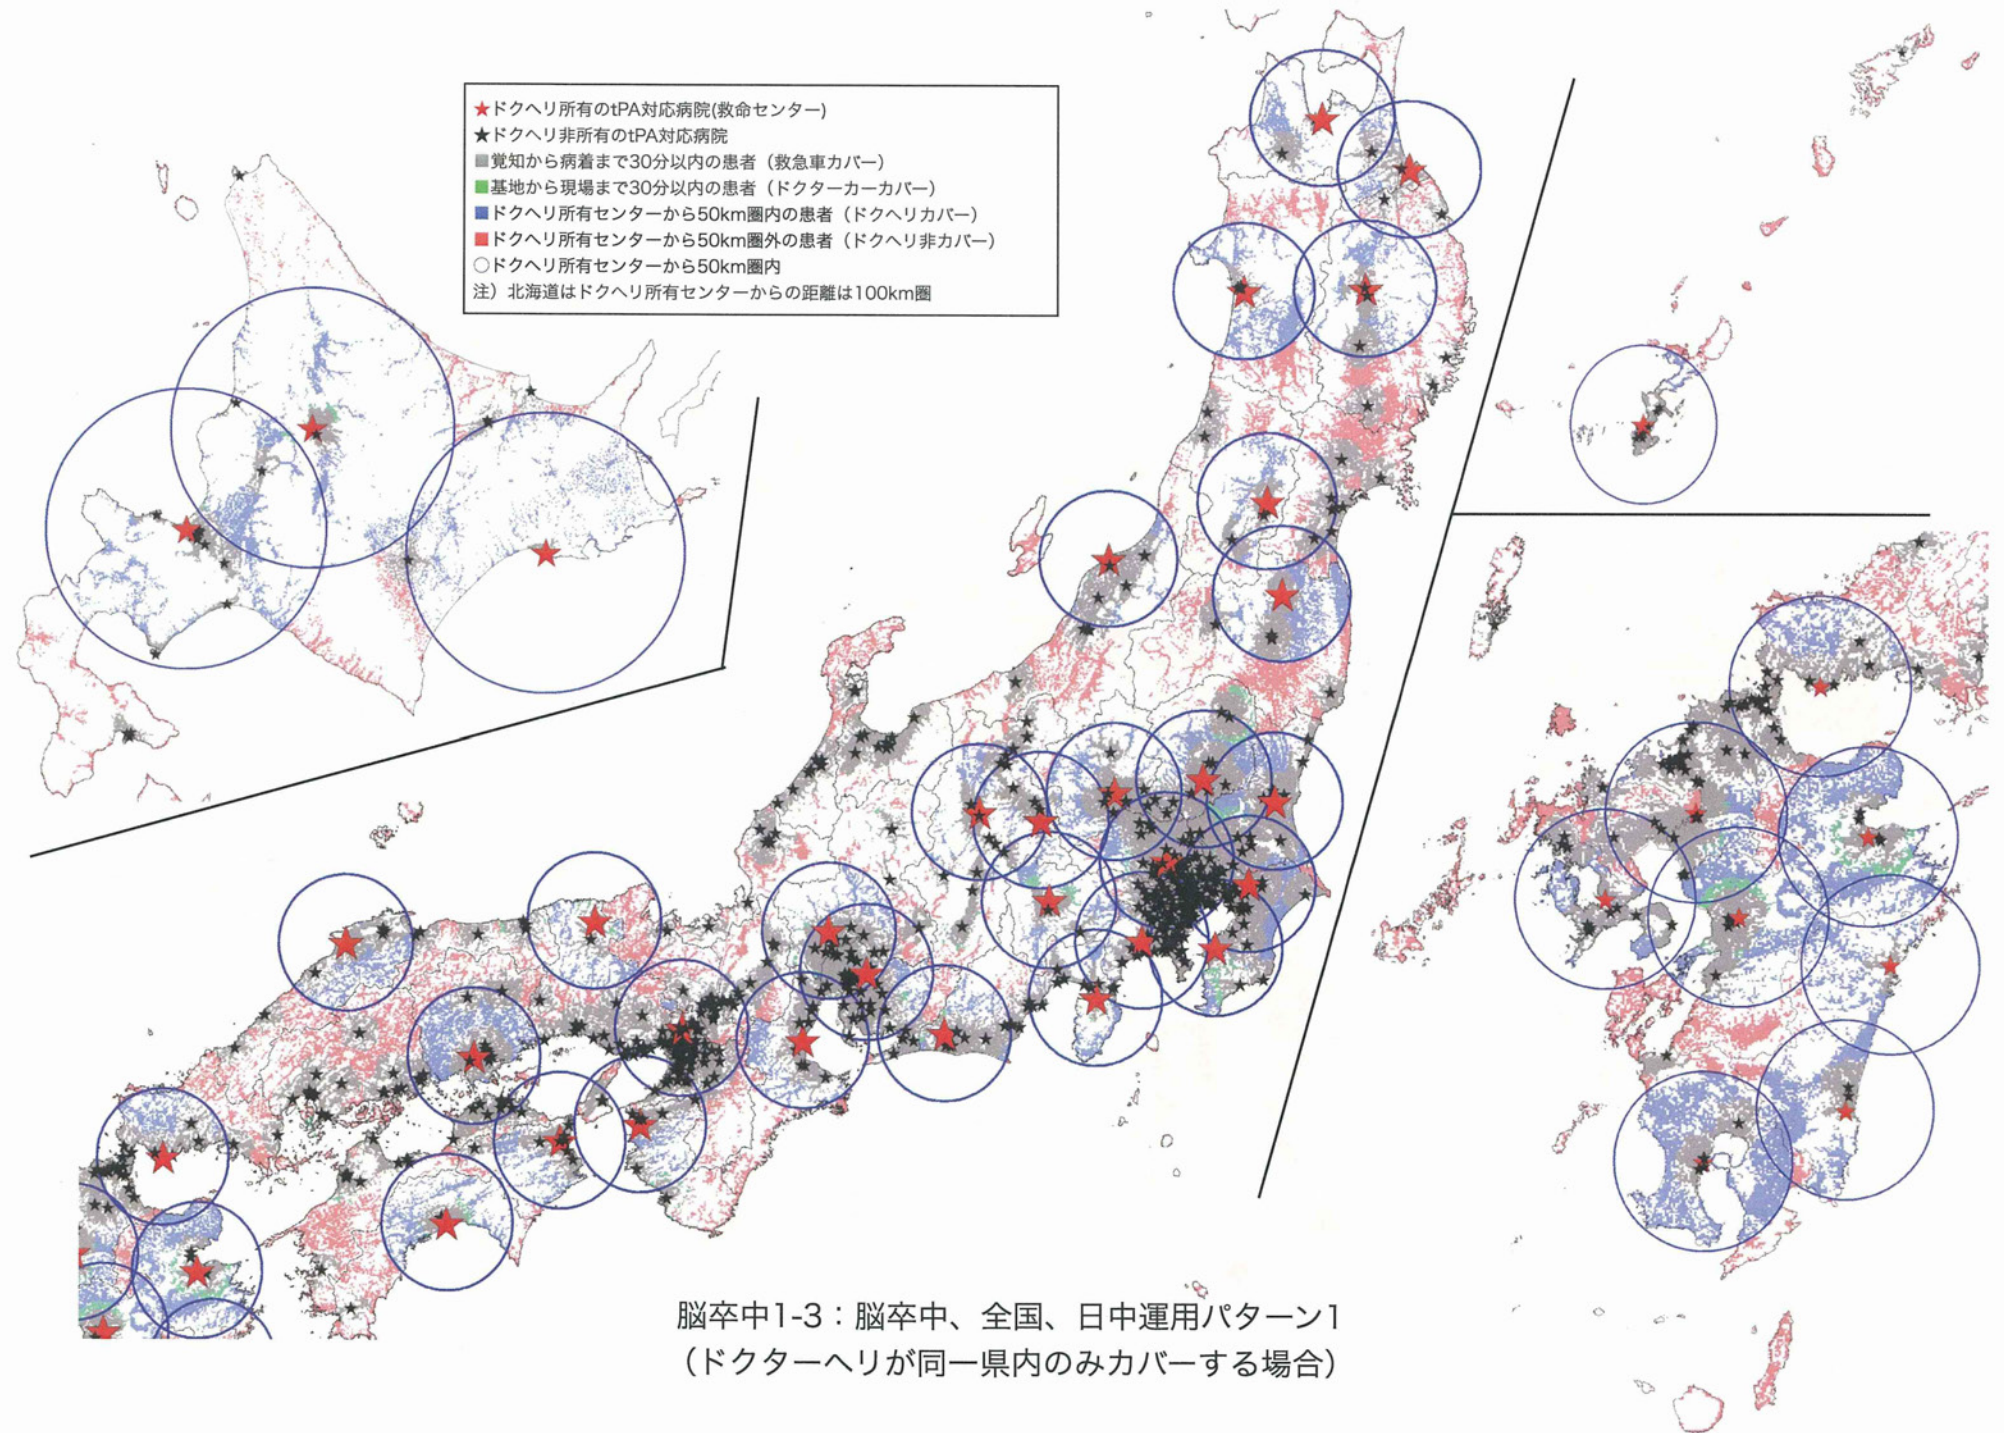 ★ドクヘリ所有のtPA対応病院(救命センター)
★ドクヘリ非所有のtPA対応病院
■覚知から病着まで30分以内の患者（救急車カバー）
■基地から現場まで30分以内の患者（ドクターカーカバー）
■ドクヘリ所有センターから50km圏内の患者（ドクヘリカバー）
■ドクヘリ所有センターから50km圏外の患者（ドクヘリ非カバー）
○ドクヘリ所有センターから50km圏内
注）北海道はドクヘリ所有センターからの距離は100km圏
脳卒中1-3：脳卒中、全国、日中運用パターン1
（ドクターヘリが同一県内のみカバーする場合）